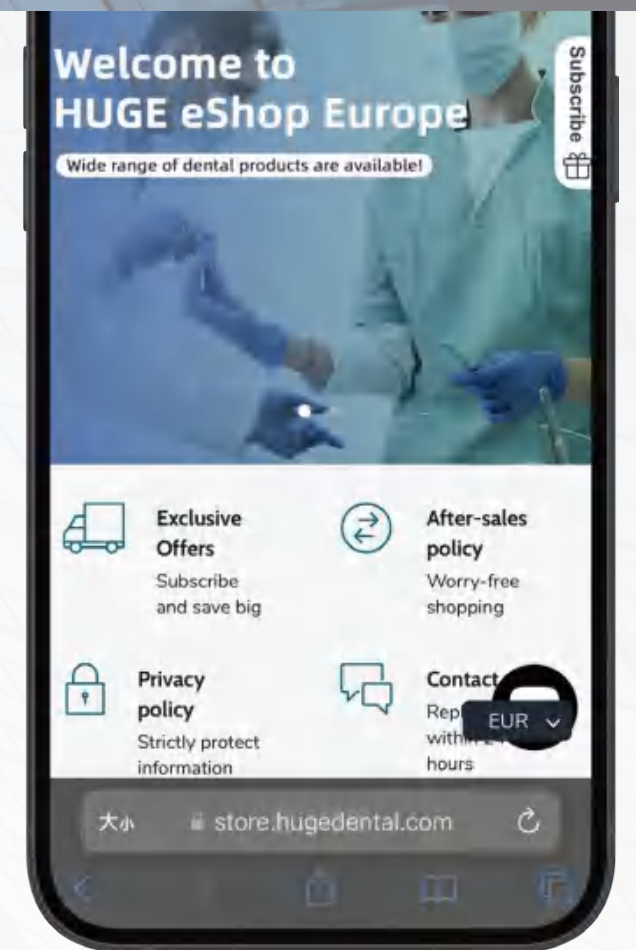 Welcome to
HUGE eShop Europe
Wide range of dental products are available!
Subscribe
Exclusive
Offers
Subscribe
and save big
After-sales
policy
Worry-free
shopping
Privacy
policy
Strictly protect
information
Contact
EUR
hours
大小
store.hugedental.com